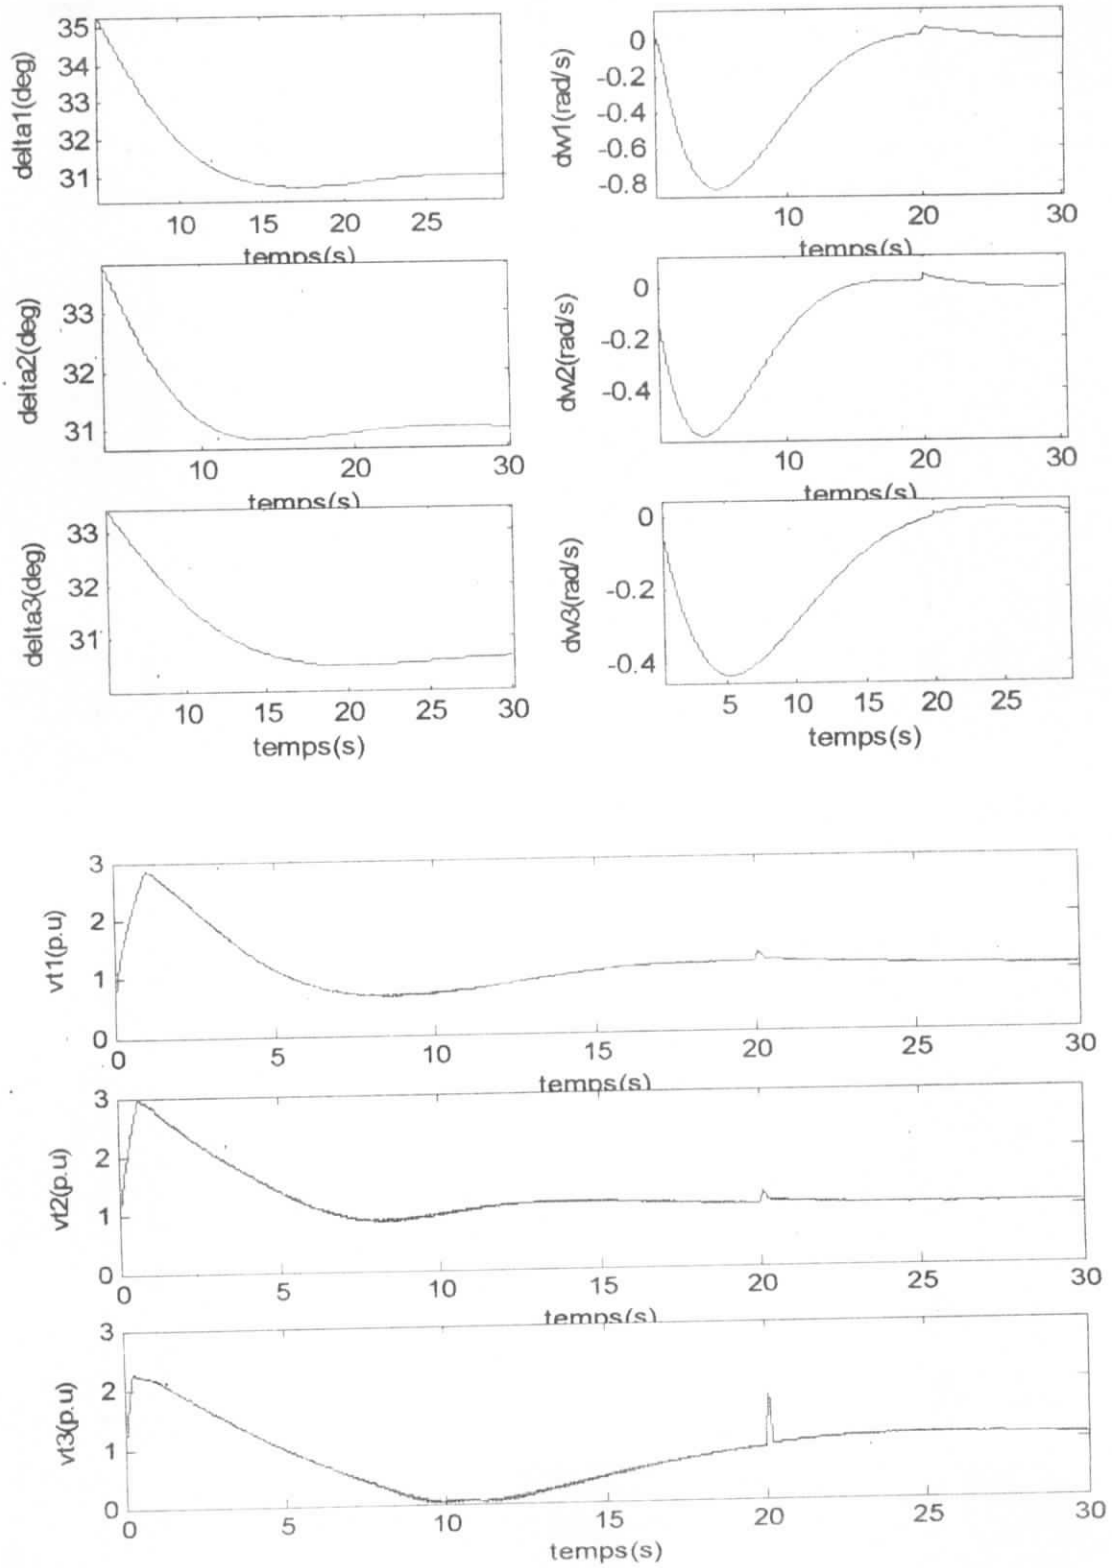 delta1(deg)
35
34
33
32
31
10 15 20 25
temps(s)
dw1(rad/s)
0
-0.2
-0.4
-0.6
-0.8
10 20 30
temps(s)
delta2(deg)
33
32
31
10 20 30
temps(s)
dw2(rad/s)
0
-0.2
-0.4
10 20 30
temps(s)
delta3(deg)
33
32
31
10 15 20 25 30
temps(s)
dw3(rad/s)
0
-0.2
-0.4
5 10 15 20 25
temps(s)
vt1(p.u)
3
2
1
0
0 5 10 15 20 25 30
temps(s)
vt2(p.u)
3
2
1
0
0 5 10 15 20 25 30
temps(s)
vt3(p.u)
3
2
1
0
0 5 10 15 20 25 30
temps(s)